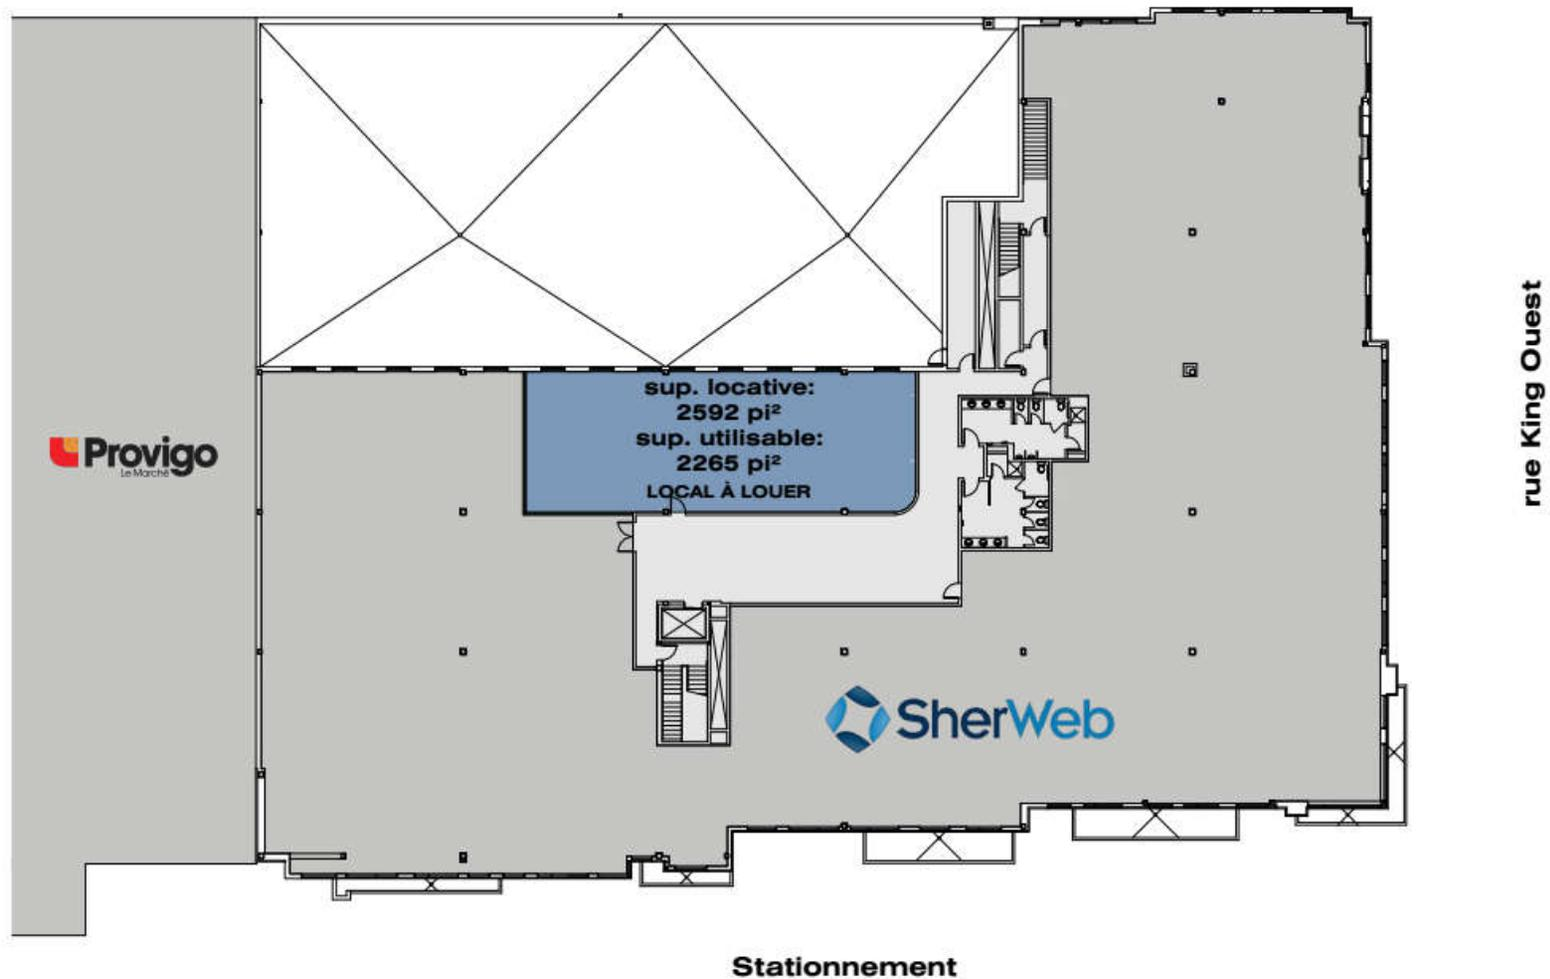 sup. locative:
2592 pi²
sup. utilisable:
2265 pi²
LOCAL À LOUER
Provigo
Le Marché
rue King Ouest
SherWeb
Stationnement